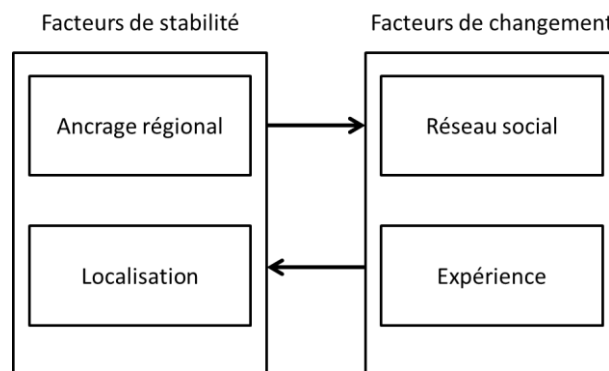 Facteurs de stabilité
Facteurs de changement
Ancrage régional
Réseau social
Localisation
Expérience